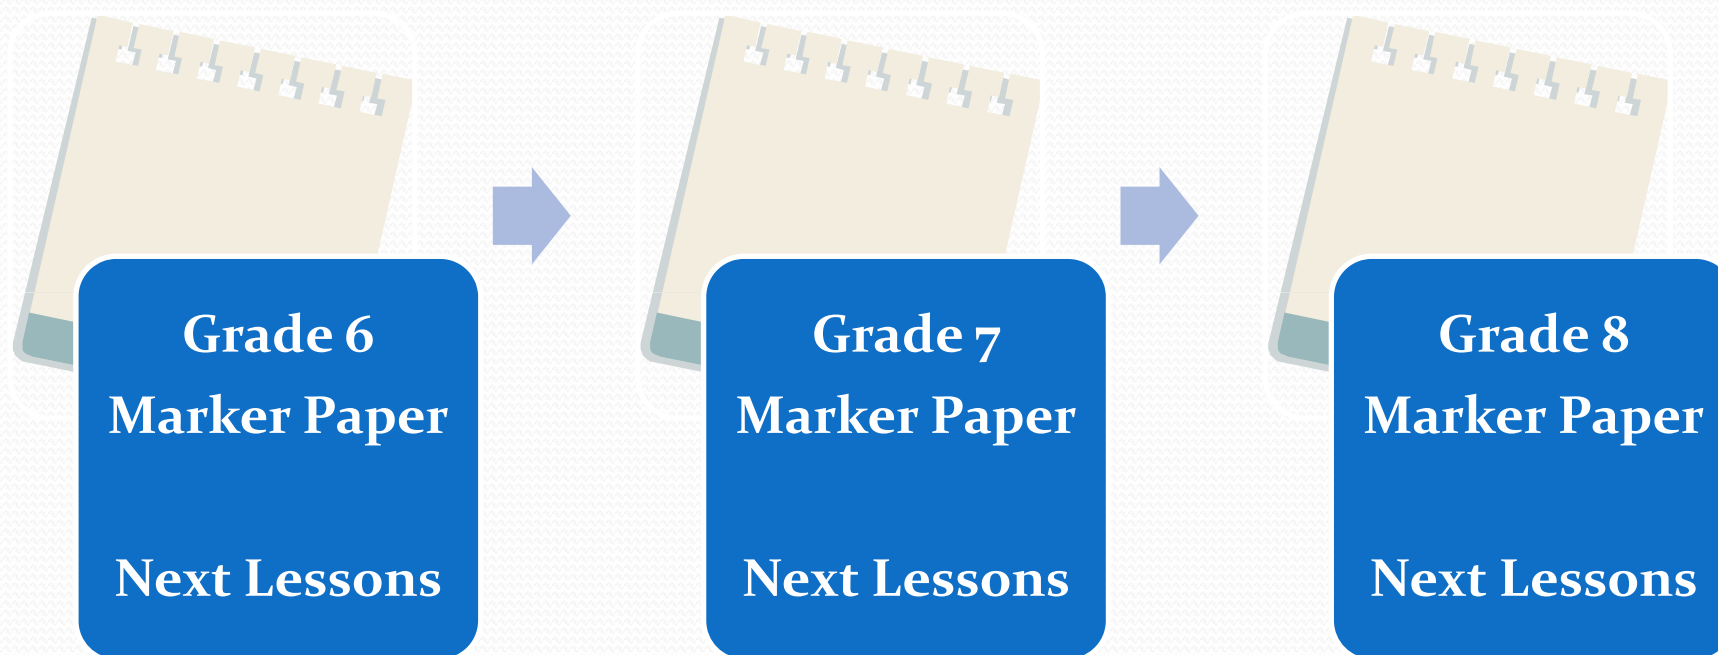 Grade 6
Marker Paper
Next Lessons
Grade 7
Marker Paper
Next Lessons
Grade 8
Marker Paper
Next Lessons